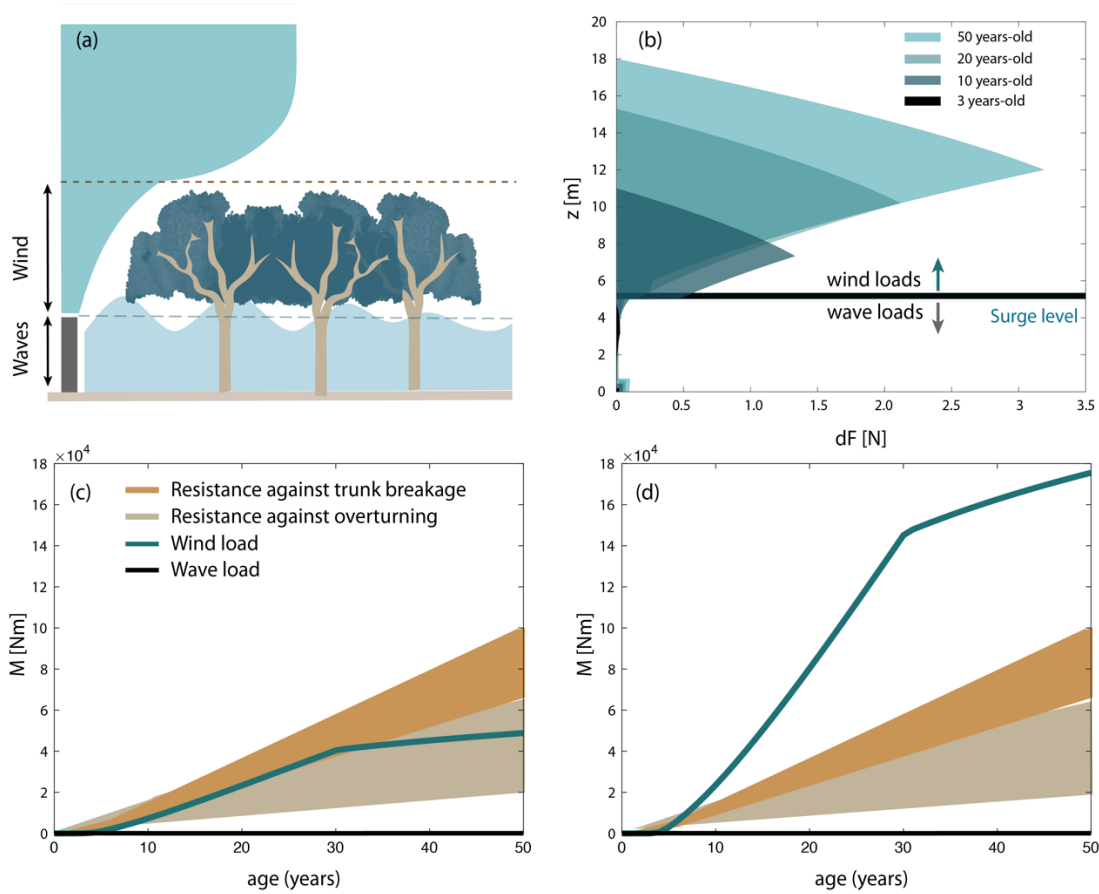 (a)
Wind
Waves
(b)
50 years-old
20 years-old
10 years-old
3 years-old
20
18
16
14
12
10
8
6
4
2
0
z [m]
wind loads
wave loads
Surge level
0
0.5
1.0
1.5
2.0
2.5
3
3.5
dF [N]
×10⁴
(c)
Resistance against trunk breakage
Resistance against overturning
Wind load
Wave load
18
16
14
12
10
8
6
4
2
0
M [Nm]
0
10
20
30
40
50
age (years)
×10⁴
(d)
18
16
14
12
10
8
6
4
2
0
M [Nm]
0
10
20
30
40
50
age (years)